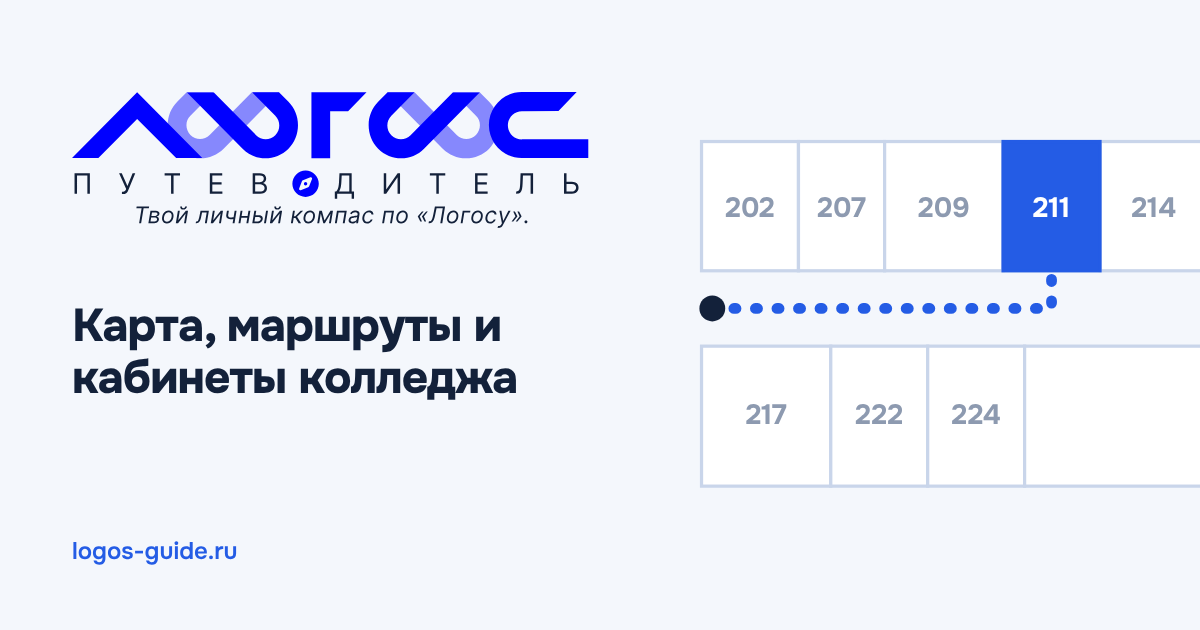 ЛОГОС
ПУТЕВОДИТЕЛЬ
Твой личный компас по «Логосу».
Карта, маршруты и
кабинеты колледжа
logos-guide.ru
202 207 209 211 214
217 222 224